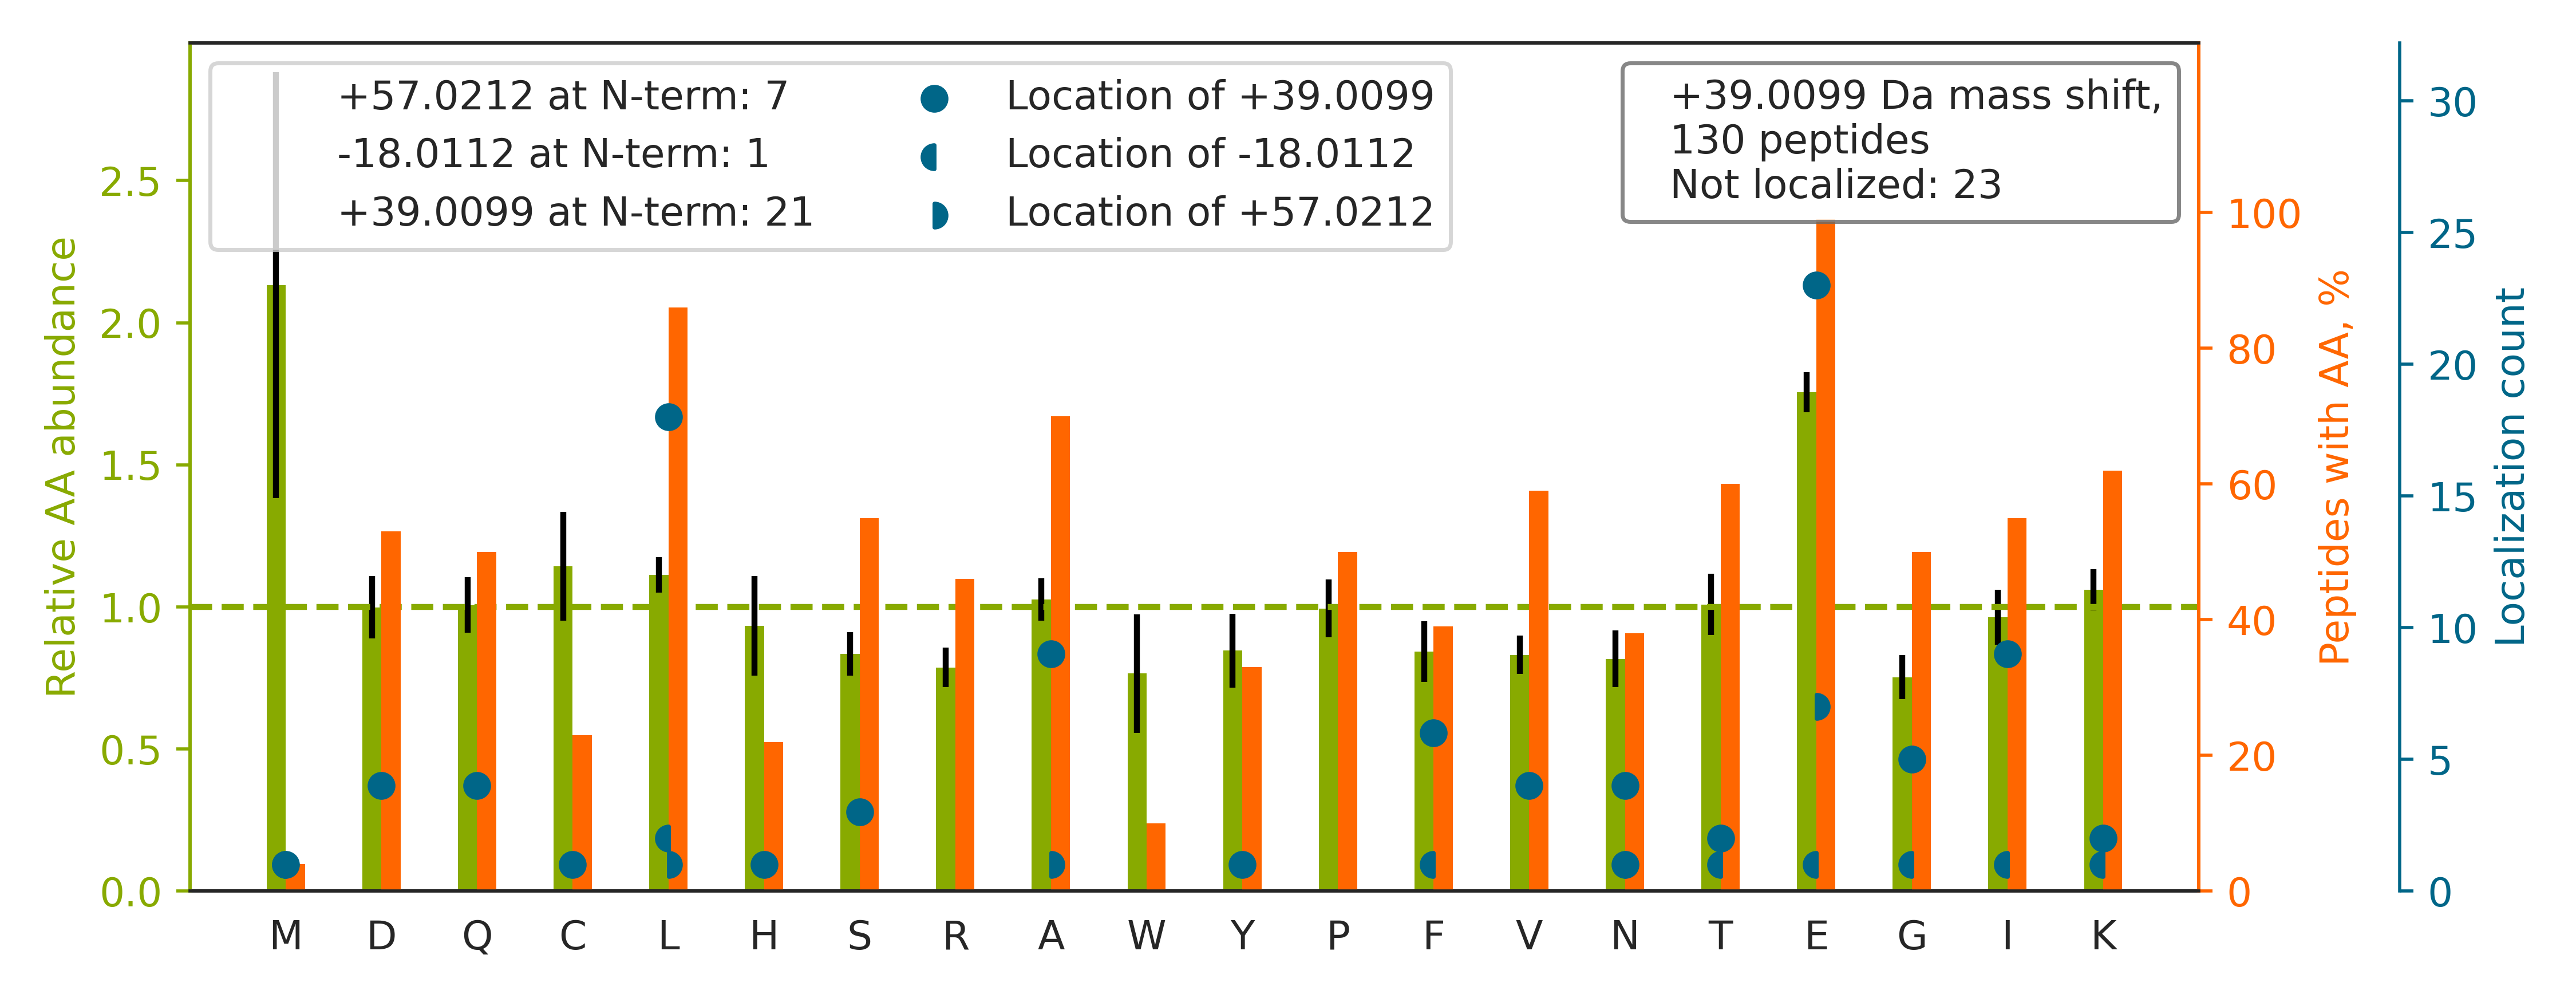 +57.0212 at N-term: 7
-18.0112 at N-term: 1
+39.0099 at N-term: 21
Location of +39.0099
Location of -18.0112
Location of +57.0212
+39.0099 Da mass shift,
130 peptides
Not localized: 23
Relative AA abundance
2.5
2.0
1.5
1.0
0.5
0.0
100
80
60
40
20
0
Peptides with AA, %
30
25
20
15
10
5
0
Localization count
M D Q C L H S R A W Y P F V N T E G I K